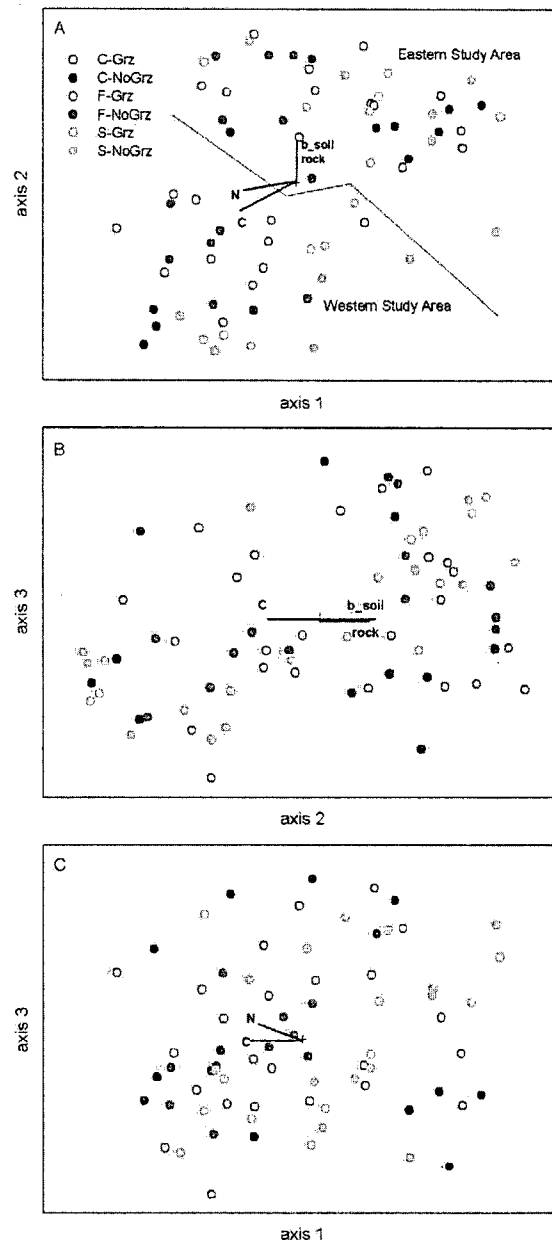 A
C-Grz
C-NoGrz
F-Grz
F-NoGrz
S-Grz
S-NoGrz
Eastern Study Area
b_soil
rock
N
C
Western Study Area
axis 2
axis 1
B
C
b_soil
rock
axis 3
axis 2
C
N
C
axis 3
axis 1